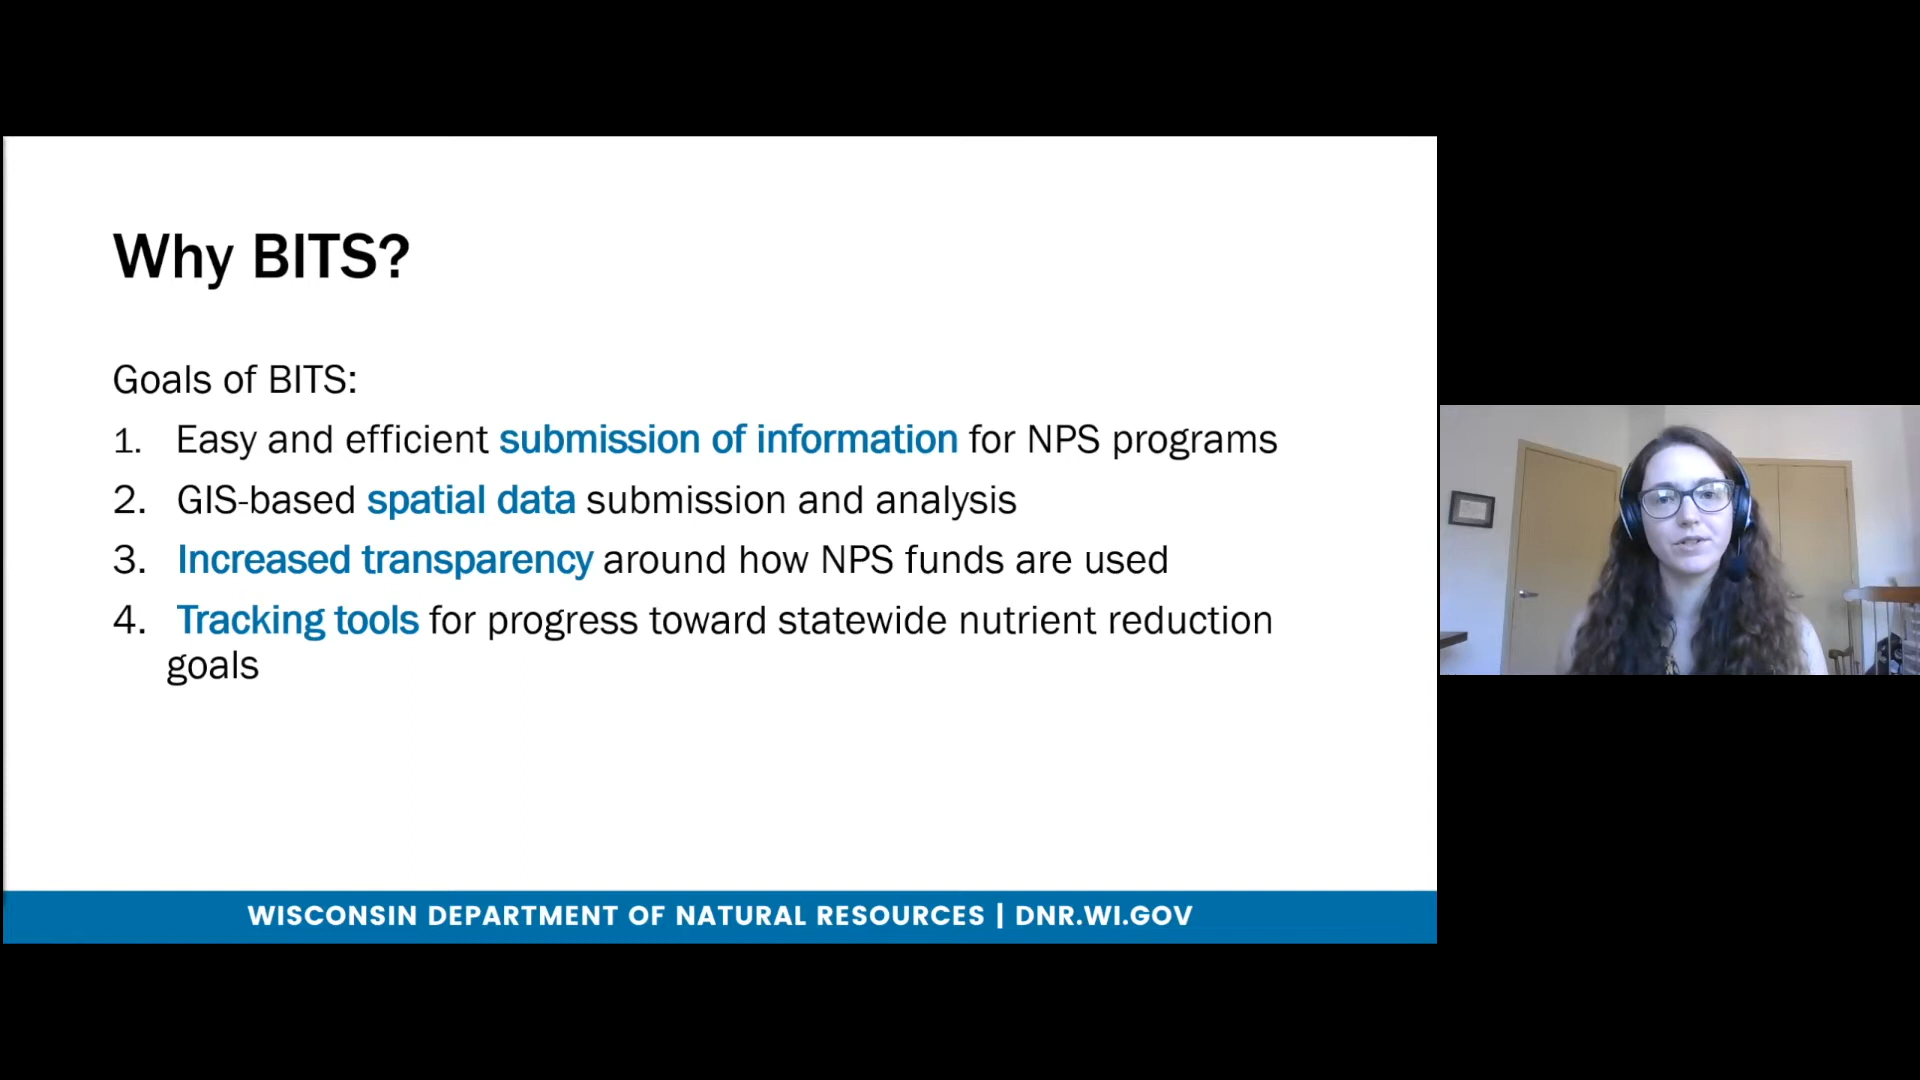 Why BITS?
Goals of BITS:
1. Easy and efficient submission of information for NPS programs
2. GIS-based spatial data submission and analysis
3. Increased transparency around how NPS funds are used
4. Tracking tools for progress toward statewide nutrient reduction
goals
WISCONSIN DEPARTMENT OF NATURAL RESOURCES | DNR.WI.GOV